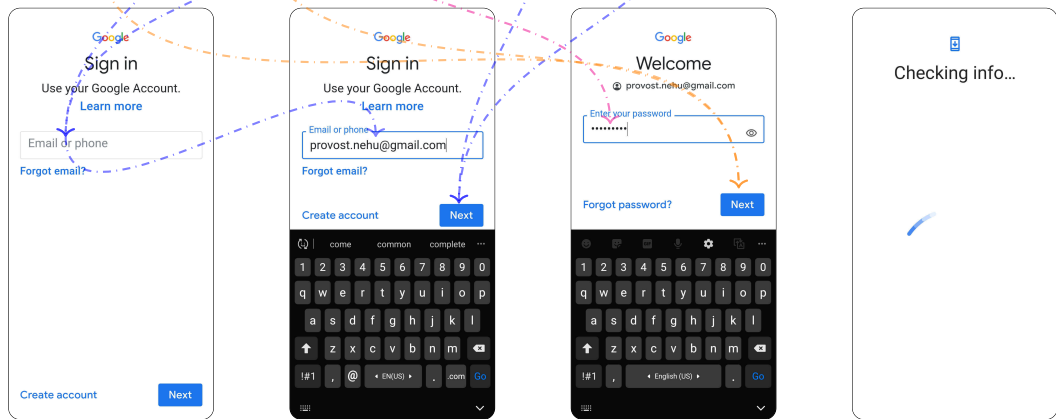 Google
Sign in
Use your Google Account.
Learn more
Email or phone
Forgot email?
Create account
Next
Google
Sign in
Use your Google Account.
Learn more
Email or phone
provost.nehu@gmail.com
Forgot email?
Create account
Next
come common complete
1 2 3 4 5 6 7 8 9 0
q w e r t y u i o p
a s d f g h j k l
z x c v b n m
!#1 , @ EN(US) . .com Go
Google
Welcome
provost.nehu@gmail.com
Enter your password
•••••••••
Forgot password?
Next
GIF
1 2 3 4 5 6 7 8 9 0
q w e r t y u i o p
a s d f g h j k l
z x c v b n m
!#1 , English (US) . Go
Checking info...